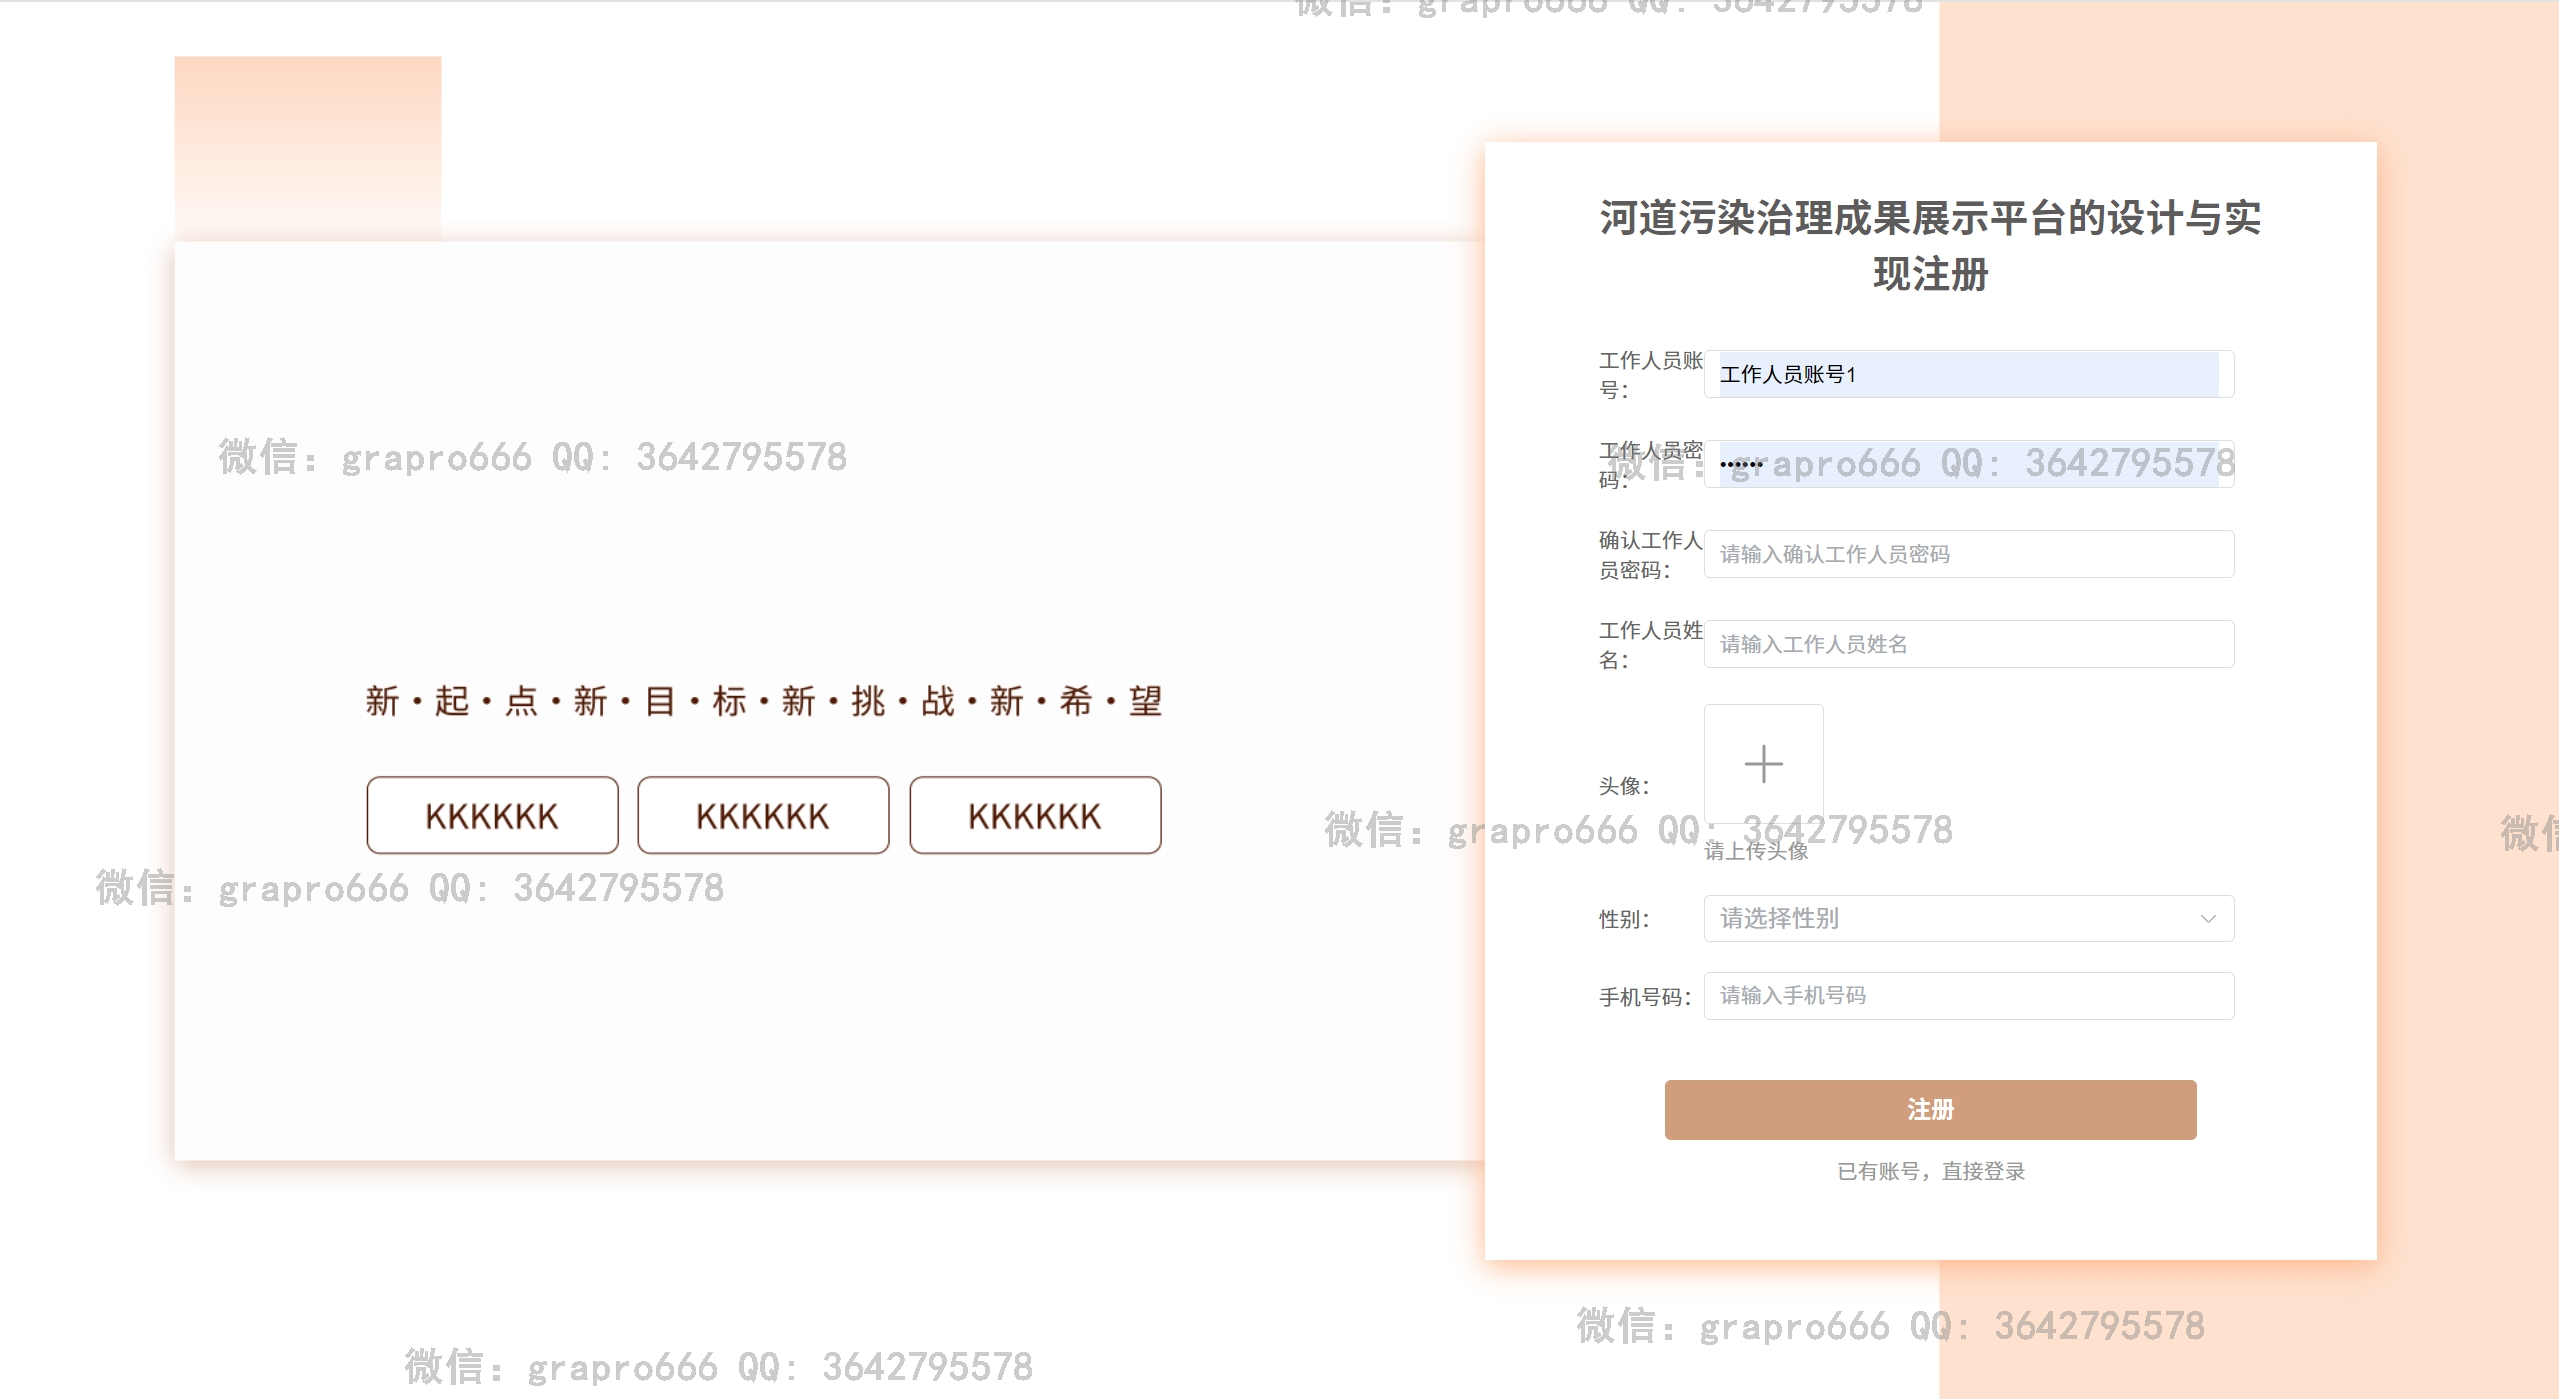 微信: grapro666 QQ: 3642795578
河道污染治理成果展示平台的设计与实
现注册
工作人员账
号：
工作人员账号1
微信: grapro666 QQ: 3642795578
工作人员密
码：
••••••
微信: grapro666 QQ: 3642795578
确认工作人
员密码：
请输入确认工作人员密码
工作人员姓
名：
请输入工作人员姓名
新·起·点·新·目·标·新·挑·战·新·希·望
KKKKKK
KKKKKK
KKKKKK
头像：
微信: grapro666 QQ: 3642795578
微信
请上传头像
微信: grapro666 QQ: 3642795578
性别：
请选择性别
手机号码：
请输入手机号码
注册
已有账号，直接登录
微信: grapro666 QQ: 3642795578
微信: grapro666 QQ: 3642795578